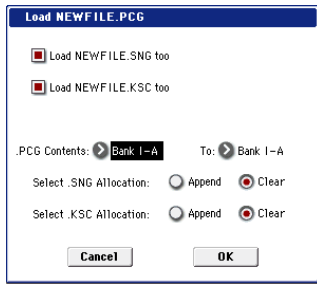 Load NEWFILE.PCG
Load NEWFILE.SNG too
Load NEWFILE.KSC too
.PCG Contents: Bank I-A To: Bank I-A
Select .SNG Allocation: Append Clear
Select .KSC Allocation: Append Clear
Cancel OK